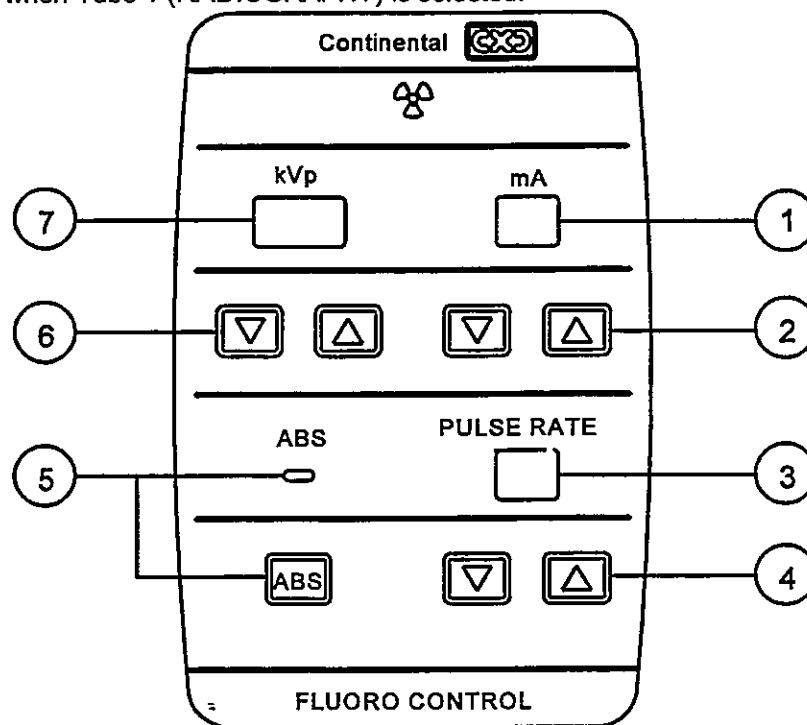 Continental
kVp mA
7 1
6 2
ABS PULSE RATE
5 3
ABS 4
FLUORO CONTROL